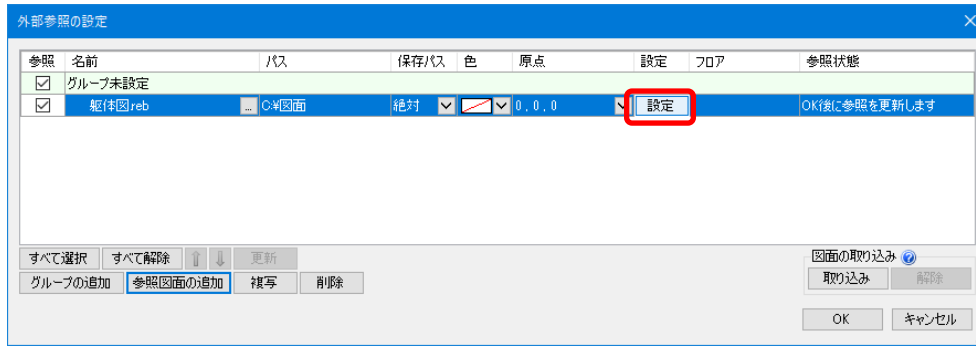 外部参照の設定
参照 名前 パス 保存パス 色 原点 設定 フロア 参照状態
グループ未設定
躯体図.reb ... C:¥図面 絶対 0, 0, 0 設定 OK後に参照を更新します
すべて選択 すべて解除 更新
図面の取り込み
グループの追加 参照図面の追加 複写 削除
取り込み 解除
OK キャンセル